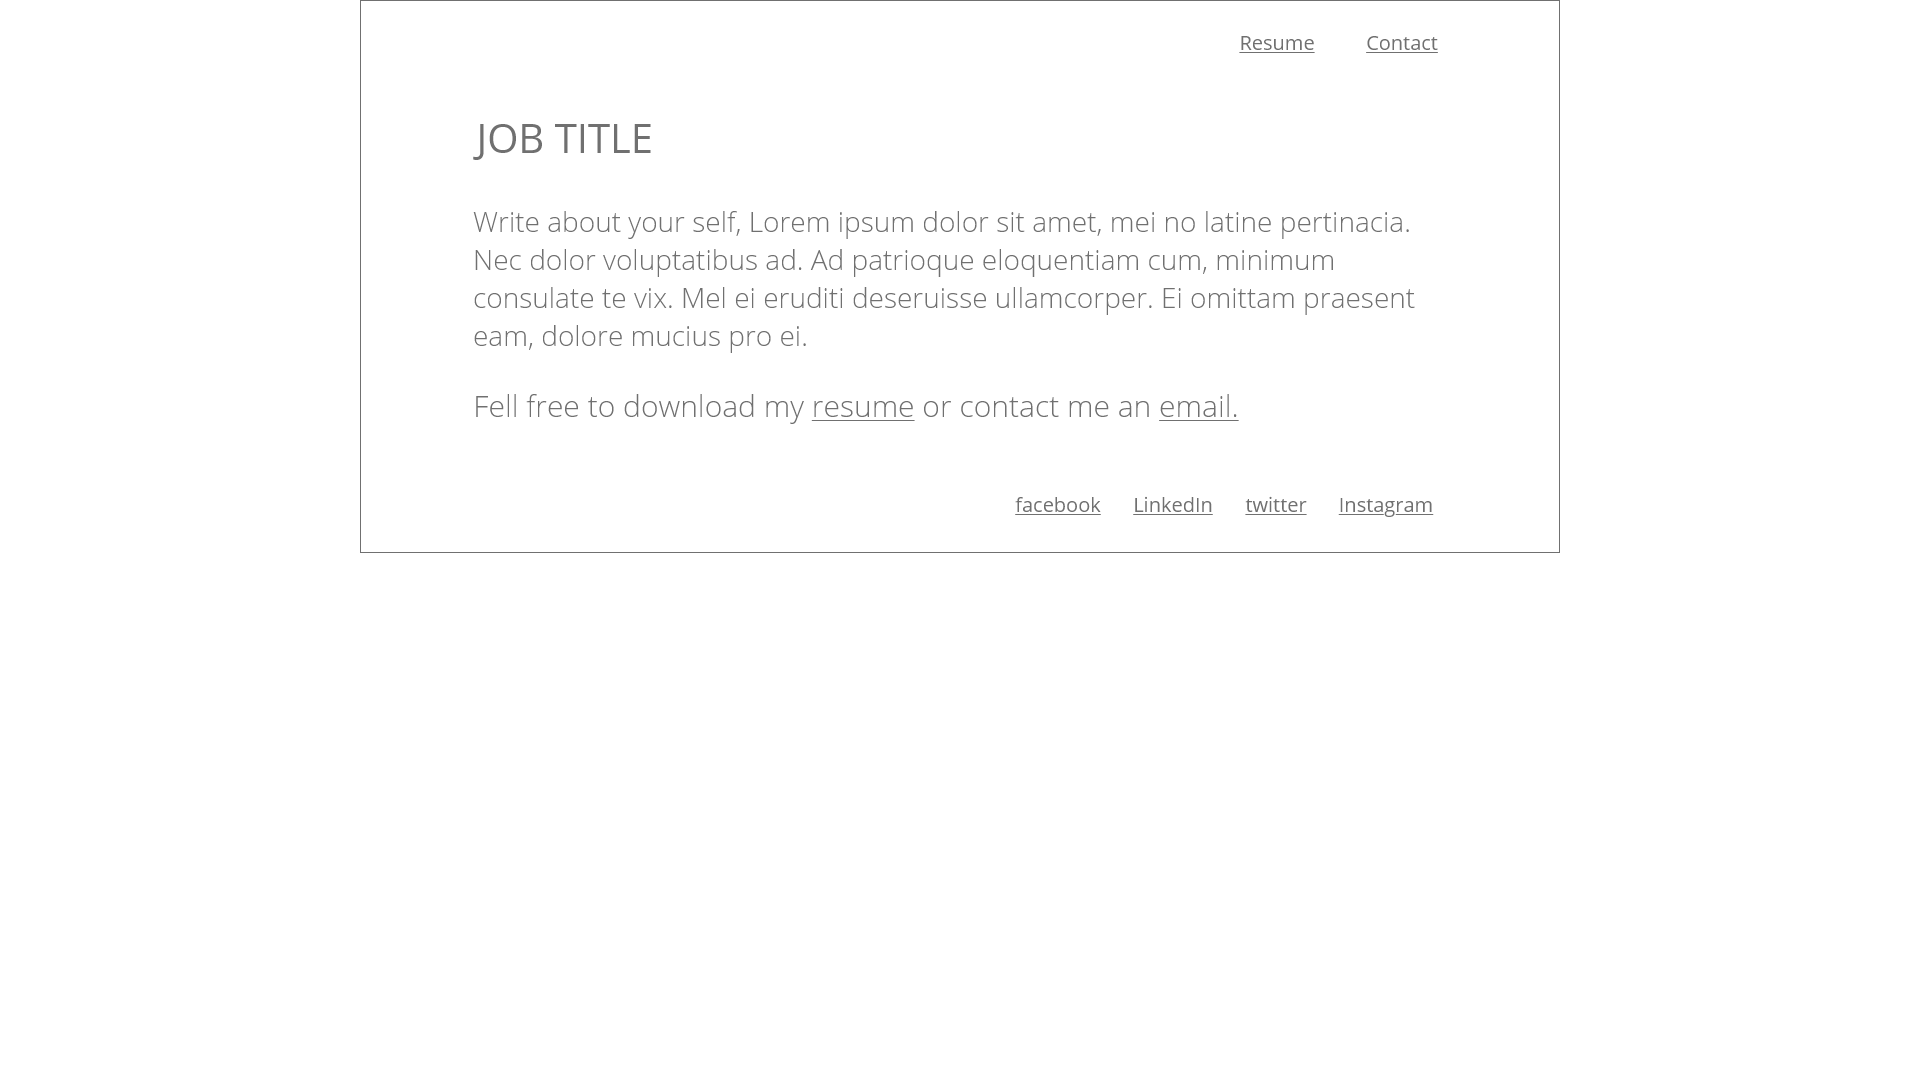 Resume Contact
JOB TITLE
Write about your self, Lorem ipsum dolor sit amet, mei no latine pertinacia.
Nec dolor voluptatibus ad. Ad patrioque eloquentiam cum, minimum
consulate te vix. Mel ei eruditi deseruisse ullamcorper. Ei omittam praesent
eam, dolore mucius pro ei.
Fell free to download my resume or contact me an email.
facebook LinkedIn twitter Instagram